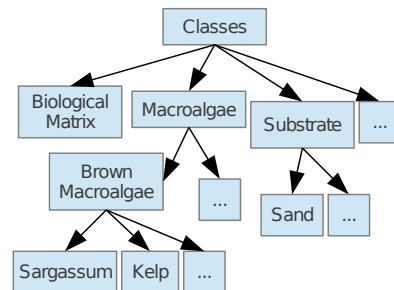 Classes
Biological
Matrix
Macroalgae
Substrate
...
Brown
Macroalgae
...
Sand
...
Sargassum
Kelp
...